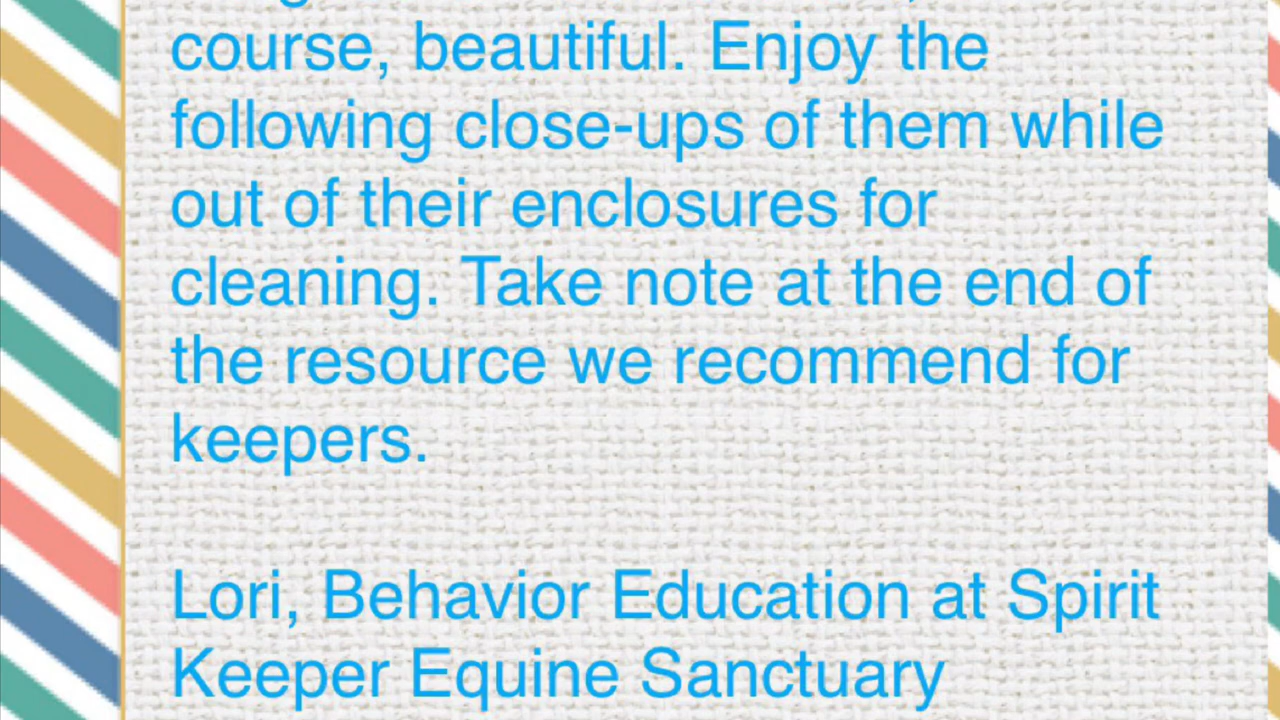 course, beautiful. Enjoy the
following close-ups of them while
out of their enclosures for
cleaning. Take note at the end of
the resource we recommend for
keepers.
Lori, Behavior Education at Spirit
Keeper Equine Sanctuary